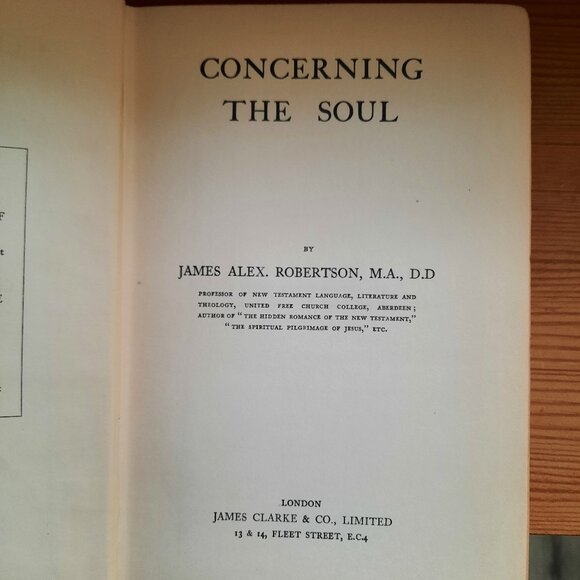 CONCERNING
THE SOUL
BY
JAMES ALEX. ROBERTSON, M.A., D.D
PROFESSOR OF NEW TESTAMENT LANGUAGE, LITERATURE AND
THEOLOGY, UNITED FREE CHURCH COLLEGE, ABERDEEN;
AUTHOR OF "THE HIDDEN ROMANCE OF THE NEW TESTAMENT,"
"THE SPIRITUAL PILGRIMAGE OF JESUS," ETC.
LONDON
JAMES CLARKE & CO., LIMITED
13 & 14, FLEET STREET, E.C.4